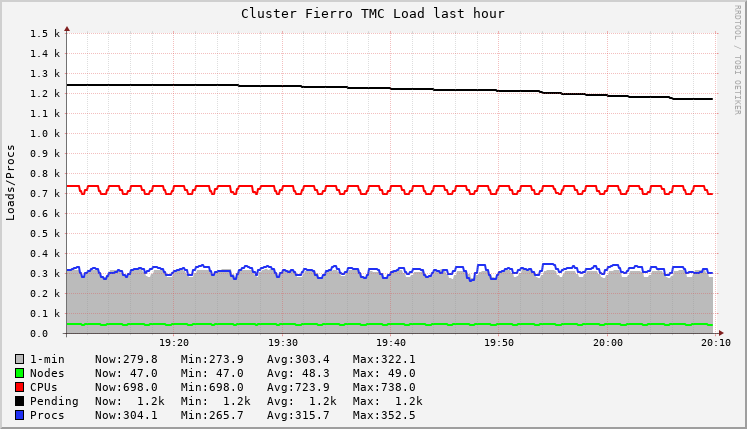 Cluster Fierro TMC Load last hour
RRDTOOL / TOBI OETIKER
Loads/Procs
1.5 k
1.4 k
1.3 k
1.2 k
1.1 k
1.0 k
0.9 k
0.8 k
0.7 k
0.6 k
0.5 k
0.4 k
0.3 k
0.2 k
0.1 k
0.0
19:20 19:30 19:40 19:50 20:00 20:10
1-min Now:279.8 Min:273.9 Avg:303.4 Max:322.1
Nodes Now: 47.0 Min: 47.0 Avg: 48.3 Max: 49.0
CPUs Now:698.0 Min:698.0 Avg:723.9 Max:738.0
Pending Now: 1.2k Min: 1.2k Avg: 1.2k Max: 1.2k
Procs Now:304.1 Min:265.7 Avg:315.7 Max:352.5